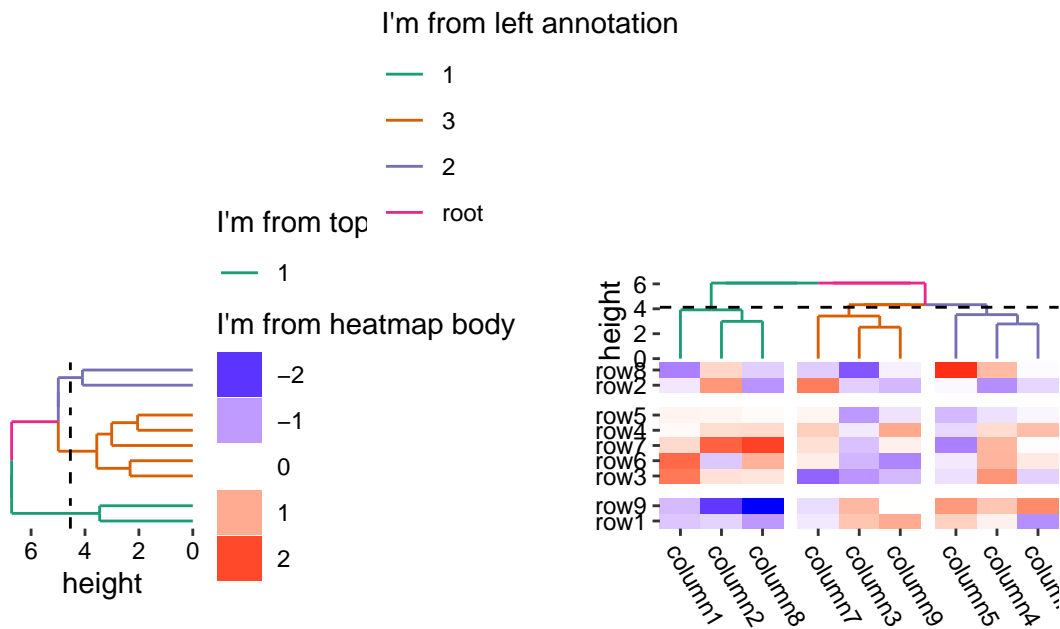 I'm from left annotation
1
3
2
root
I'm from top
1
I'm from heatmap body
−2
−1
0
1
2
6 4 2 0
height
6
4
2
0
height
row8
row2
row5
row4
row7
row6
row3
row9
row1
column1 column2 column8 column7 column3 column9 column5 column4 colum